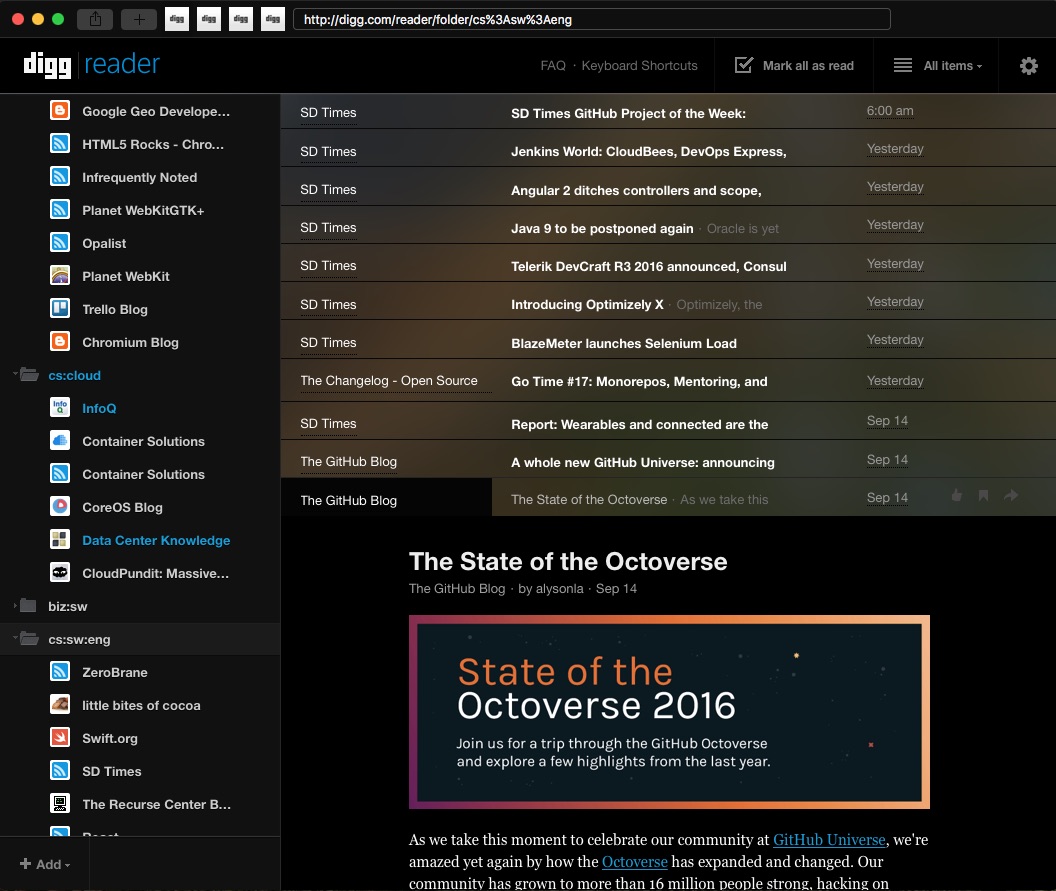 digg
digg
digg
digg
http://digg.com/reader/folder/cs%3Asw%3Aeng
digg reader
FAQ · Keyboard Shortcuts
Mark all as read
All items
Google Geo Develope...
HTML5 Rocks - Chro...
Infrequently Noted
Planet WebKitGTK+
Opalist
Planet WebKit
Trello Blog
Chromium Blog
cs:cloud
Info Q
InfoQ
Container Solutions
Container Solutions
CoreOS Blog
Data Center Knowledge
CloudPundit: Massive...
biz:sw
cs:sw:eng
ZeroBrane
little bites of cocoa
Swift.org
SD Times
The Recurse Center B...
+ Add
SD Times SD Times GitHub Project of the Week: 6:00 am
SD Times Jenkins World: CloudBees, DevOps Express, Yesterday
SD Times Angular 2 ditches controllers and scope, Yesterday
SD Times Java 9 to be postponed again · Oracle is yet Yesterday
SD Times Telerik DevCraft R3 2016 announced, Consul Yesterday
SD Times Introducing Optimizely X · Optimizely, the Yesterday
SD Times BlazeMeter launches Selenium Load Yesterday
The Changelog - Open Source Go Time #17: Monorepos, Mentoring, and Yesterday
SD Times Report: Wearables and connected are the Sep 14
The GitHub Blog A whole new GitHub Universe: announcing Sep 14
The GitHub Blog The State of the Octoverse · As we take this Sep 14
The State of the Octoverse
The GitHub Blog · by alysonla · Sep 14
State of the
Octoverse 2016
Join us for a trip through the GitHub Octoverse
and explore a few highlights from the last year.
As we take this moment to celebrate our community at GitHub Universe, we're
amazed yet again by how the Octoverse has expanded and changed. Our
community has grown to more than 16 million people strong, hacking on